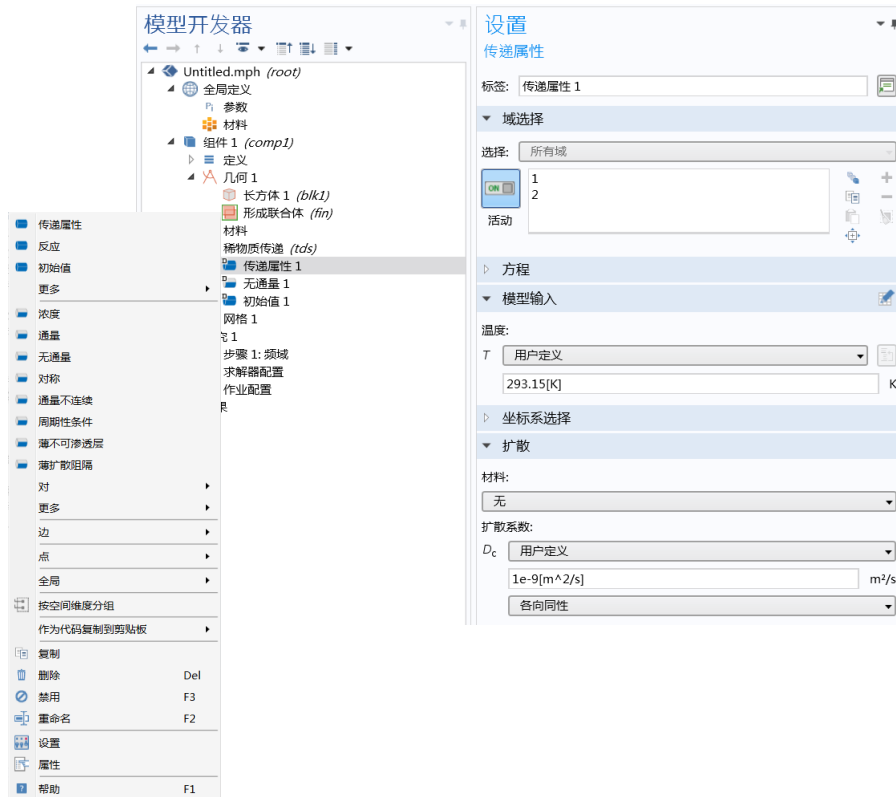 模型开发器
Untitled.mph (root)
全局定义
Pi 参数
材料
组件 1 (comp1)
定义
几何 1
长方体 1 (blk1)
形成联合体 (fin)
材料
稀物质传递 (tds)
传递属性 1
无通量 1
初始值 1
网格 1
究 1
步骤 1: 频域
求解器配置
作业配置
果
传递属性
反应
初始值
更多
浓度
通量
无通量
对称
通量不连续
周期性条件
薄不可渗透层
薄扩散阻隔
对
更多
边
点
全局
按空间维度分组
作为代码复制到剪贴板
复制
删除 Del
禁用 F3
重命名 F2
设置
属性
帮助 F1
设置
传递属性
标签: 传递属性 1
域选择
选择: 所有域
ON
1
2
活动
方程
模型输入
温度:
T 用户定义
293.15[K] K
坐标系选择
扩散
材料:
无
扩散系数:
Dc 用户定义
1e-9[m^2/s] m²/s
各向同性